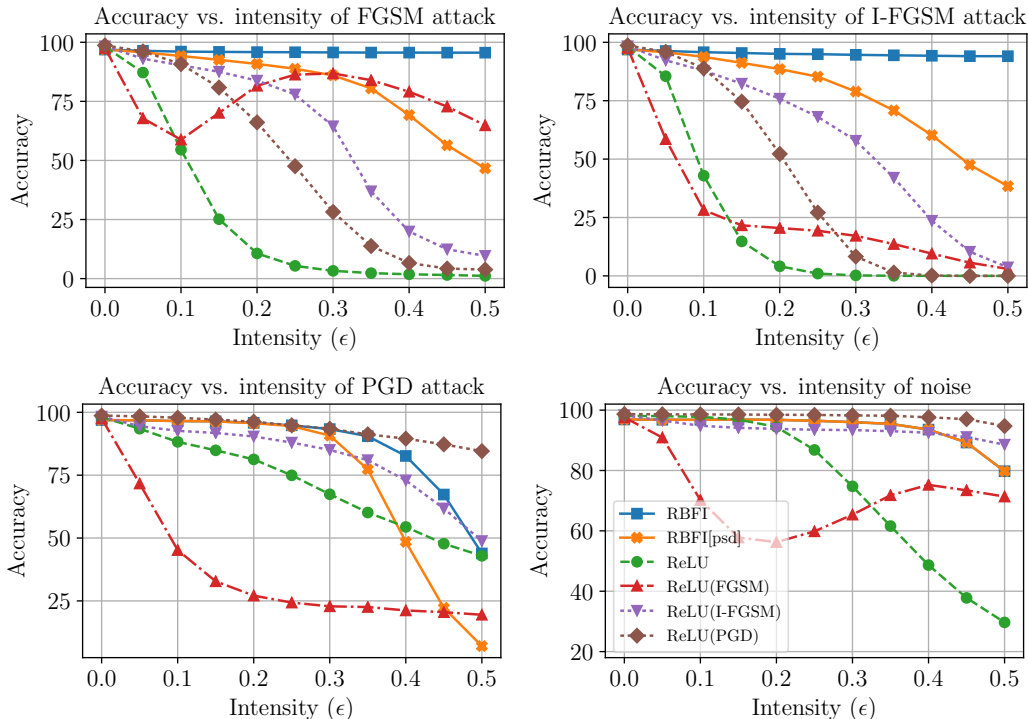 Accuracy vs. intensity of FGSM attack
100
75
50
25
0
Accuracy
0.0 0.1 0.2 0.3 0.4 0.5
Intensity (ϵ)
Accuracy vs. intensity of I-FGSM attack
100
75
50
25
0
Accuracy
0.0 0.1 0.2 0.3 0.4 0.5
Intensity (ϵ)
Accuracy vs. intensity of PGD attack
100
75
50
25
Accuracy
0.0 0.1 0.2 0.3 0.4 0.5
Intensity (ϵ)
Accuracy vs. intensity of noise
100
80
60
40
20
Accuracy
RBFI
RBFI[psd]
ReLU
ReLU(FGSM)
ReLU(I-FGSM)
ReLU(PGD)
0.0 0.1 0.2 0.3 0.4 0.5
Intensity (ϵ)